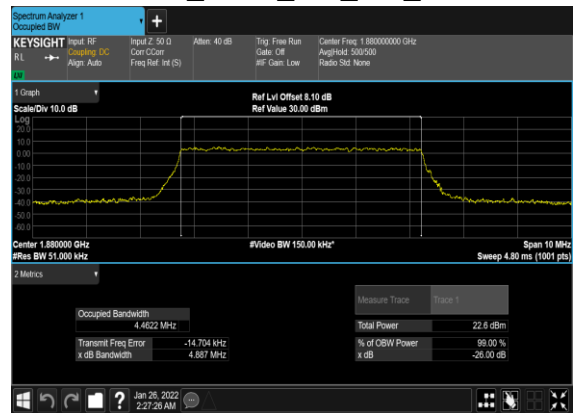 Spectrum Analyzer 1
Occupied BW
KEYSIGHT Input: RF Input Z: 50 Ω Atten: 40 dB Trig: Free Run Center Freq: 1.880000000 GHz
RL Coupling: DC Corr CCorr Gate: Off Avg|Hold: 500/500
Align: Auto Freq Ref: Int (S) #IF Gain: Low Radio Std: None
LW
1 Graph
Ref Lvl Offset 8.10 dB
Scale/Div 10.0 dB Ref Value 30.00 dBm
Log
20.0
10.0
0.00
-10.0
-20.0
-30.0
-40.0
-50.0
-60.0
Center 1.880000 GHz #Video BW 150.00 kHz* Span 10 MHz
#Res BW 51.000 kHz Sweep 4.80 ms (1001 pts)
2 Metrics
Measure Trace Trace 1
Occupied Bandwidth
4.4622 MHz Total Power 22.6 dBm
Transmit Freq Error -14.704 kHz % of OBW Power 99.00 %
x dB Bandwidth 4.887 MHz x dB -26.00 dB
Jan 26, 2022
2:27:26 AM